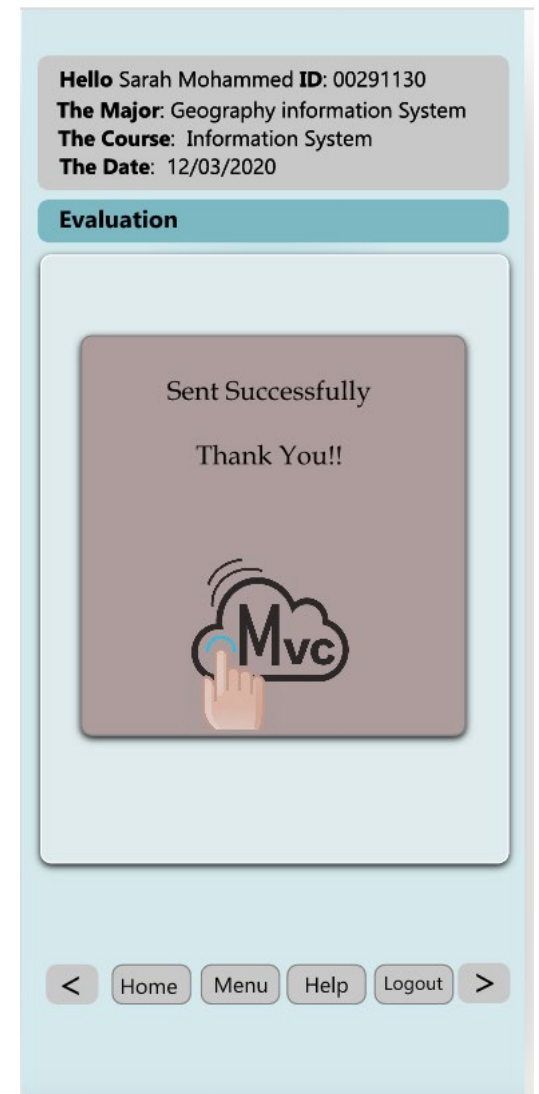 Hello Sarah Mohammed ID: 00291130
The Major: Geography information System
The Course: Information System
The Date: 12/03/2020
Evaluation
Sent Successfully
Thank You!!
Mvc
< Home Menu Help Logout >